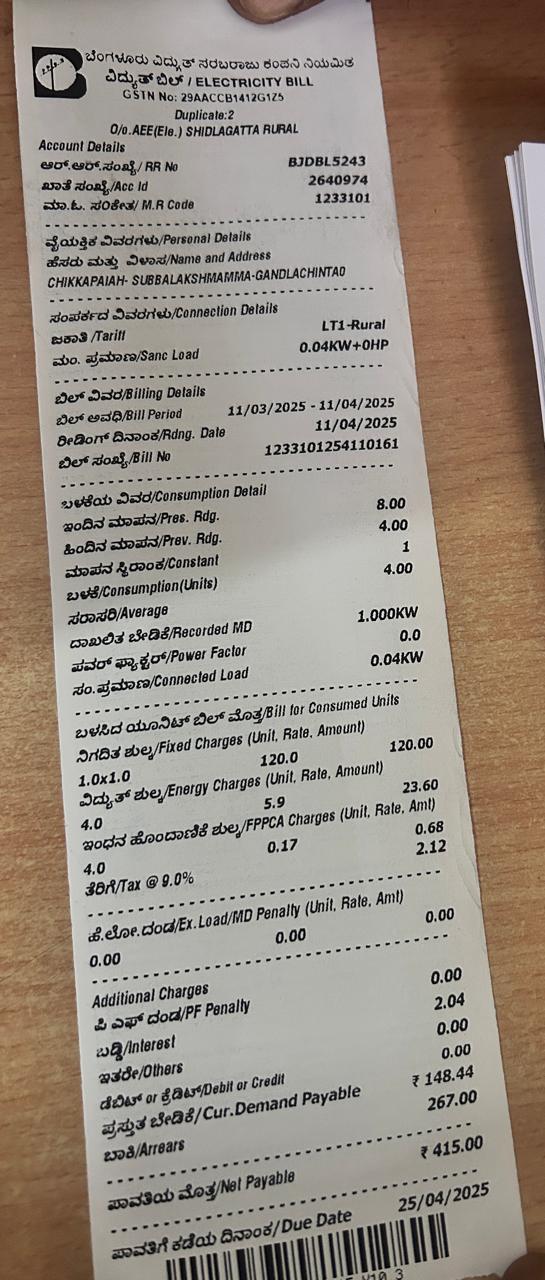 ಬೆಂಗಳೂರು ವಿದ್ಯುತ್ ಸರಬರಾಜು ಕಂಪನಿ ನಿಯಮಿತ
ವಿದ್ಯುತ್ ಬಿಲ್ / ELECTRICITY BILL
GSTN No: 29AACCB1412G1Z5
Duplicate:2
O/o.AEE(Ele.) SHIDLAGATTA RURAL
Account Details
ಆರ್.ಆರ್.ಸಂಖ್ಯೆ/ RR No BJDBL5243
ಖಾತೆ ಸಂಖ್ಯೆ/Acc Id 2640974
ಮಾ.ಓ. ಸಂಕೇತ/ M.R Code 1233101
ವೈಯಕ್ತಿಕ ವಿವರಗಳು/Personal Details
ಹೆಸರು ಮತ್ತು ವಿಳಾಸ/Name and Address
CHIKKAPAIAH- SUBBALAKSHMAMMA-GANDLACHINTA0
ಸಂಪರ್ಕದ ವಿವರಗಳು/Connection Details
ಜಕಾತಿ /Tariff LT1-Rural
ಮಂ. ಪ್ರಮಾಣ/Sanc Load 0.04KW+0HP
ಬಿಲ್ ವಿವರ/Billing Details
ಬಿಲ್ ಅವಧಿ/Bill Period 11/03/2025 - 11/04/2025
ರೀಡಿಂಗ್ ದಿನಾಂಕ/Rdng. Date 11/04/2025
ಬಿಲ್ ಸಂಖ್ಯೆ/Bill No 1233101254110161
ಬಳಕೆಯ ವಿವರ/Consumption Detail
ಇಂದಿನ ಮಾಪನ/Pres. Rdg. 8.00
ಹಿಂದಿನ ಮಾಪನ/Prev. Rdg. 4.00
ಮಾಪನ ಸ್ಥಿರಾಂಕ/Constant 1
ಬಳಕೆ/Consumption(Units) 4.00
ಸರಾಸರಿ/Average
ದಾಖಲಿತ ಬೇಡಿಕೆ/Recorded MD 1.000KW
ಪವರ್ ಫ್ಯಾಕ್ಟರ್/Power Factor 0.0
ಸಂ.ಪ್ರಮಾಣ/Connected Load 0.04KW
ಬಳಸಿದ ಯೂನಿಟ್ ಬಿಲ್ ಮೊತ್ತ/Bill for Consumed Units
ನಿಗದಿತ ಶುಲ್ಕ/Fixed Charges (Unit, Rate, Amount)
1.0x1.0 120.0 120.00
ವಿದ್ಯುತ್ ಶುಲ್ಕ/Energy Charges (Unit, Rate, Amount)
4.0 5.9 23.60
ಇಂಧನ ಹೊಂದಾಣಿಕೆ ಶುಲ್ಕ/FPPCA Charges (Unit, Rate, Amt)
4.0 0.17 0.68
ತೆರಿಗೆ/Tax @ 9.0% 2.12
ಹೆ.ಲೋ.ದಂಡ/Ex.Load/MD Penalty (Unit, Rate, Amt)
0.00 0.00 0.00
Additional Charges
ಪಿ ಎಫ್ ದಂಡ/PF Penalty 0.00
ಬಡ್ಡಿ/Interest 2.04
ಇತರೇ/Others 0.00
ಡೆಬಿಟ್ or ಕ್ರೆಡಿಟ್/Debit or Credit 0.00
ಪ್ರಸ್ತುತ ಬೇಡಿಕೆ/Cur.Demand Payable ₹ 148.44
ಬಾಕಿ/Arrears 267.00
ಪಾವತಿಯ ಮೊತ್ತ/Net Payable ₹ 415.00
ಪಾವತಿಗೆ ಕಡೆಯ ದಿನಾಂಕ/Due Date 25/04/2025